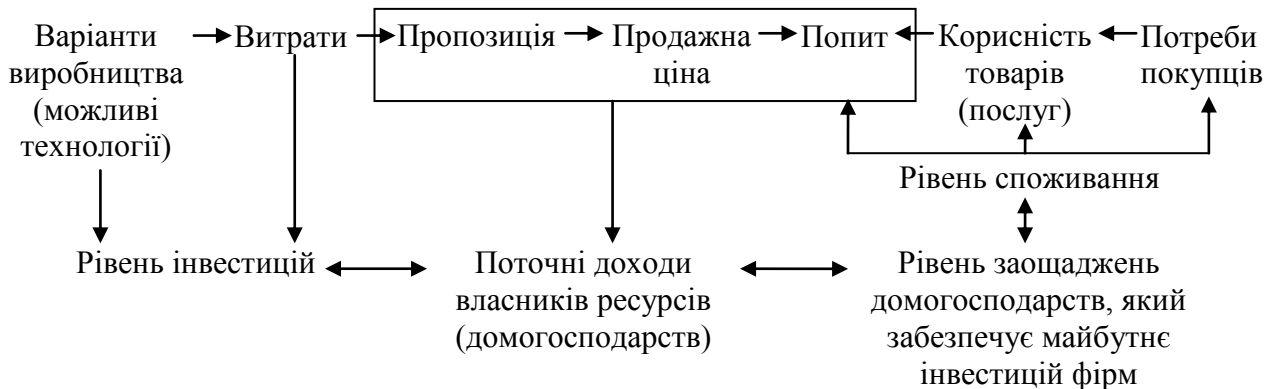 Варіанти
виробництва
(можливі
технології)
Витрати
Пропозиція
Продажна
ціна
Попит
Корисність
товарів
(послуг)
Потреби
покупців
Рівень споживання
Рівень інвестицій
Поточні доходи
власників ресурсів
(домогосподарств)
Рівень заощаджень
домогосподарств, який
забезпечує майбутнє
інвестицій фірм